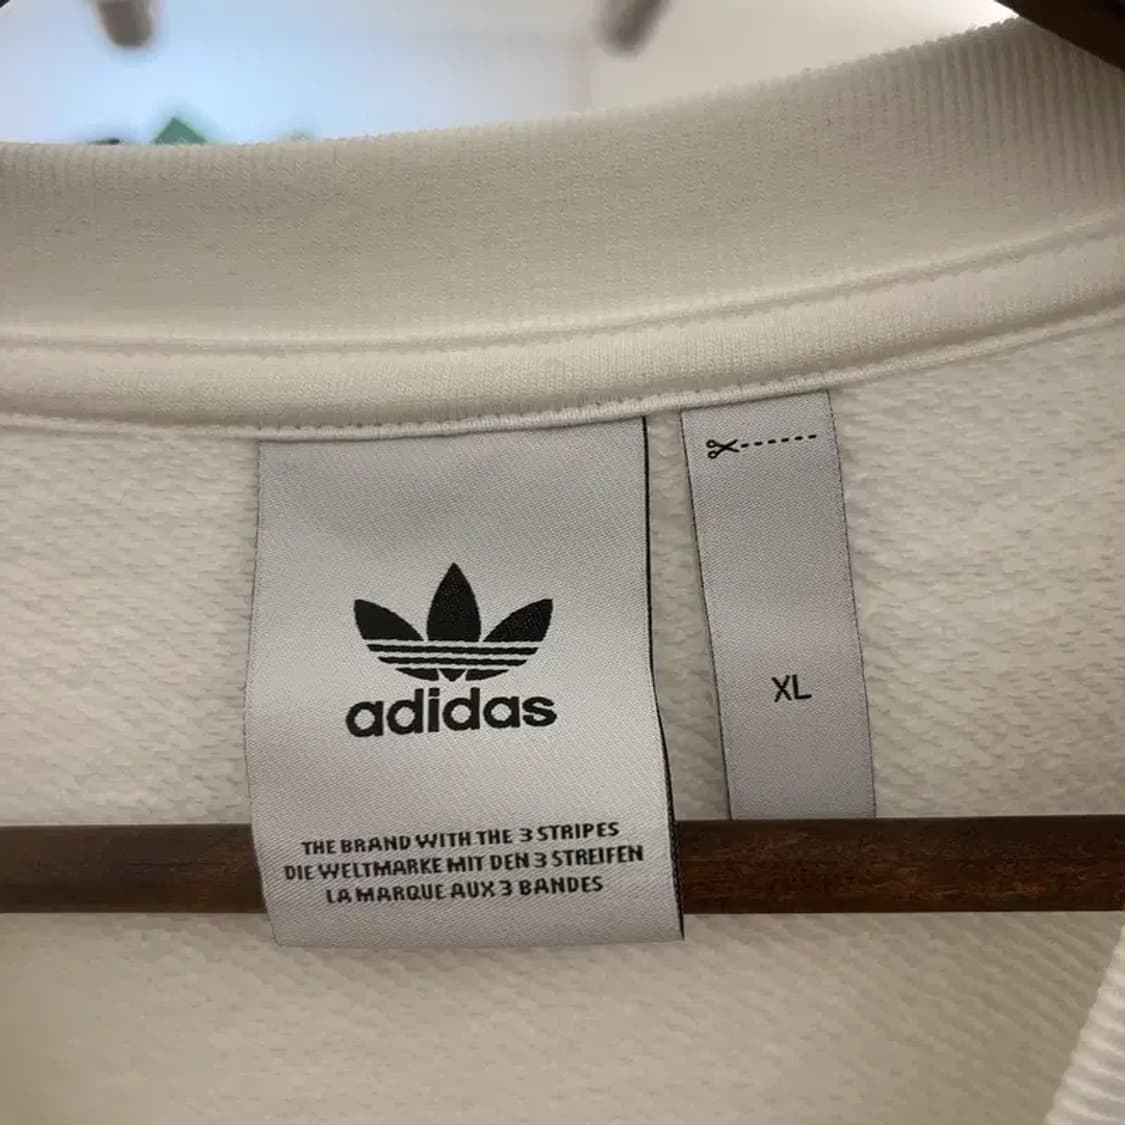 adidas
THE BRAND WITH THE 3 STRIPES
DIE WELTMARKE MIT DEN 3 STREIFEN
LA MARQUE AUX 3 BANDES
XL